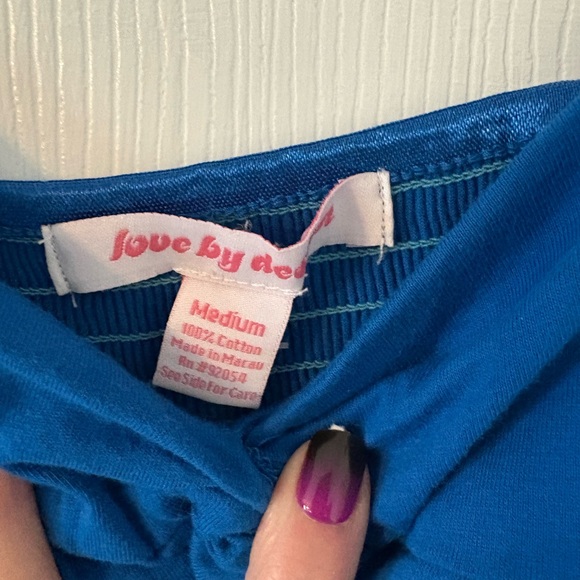 love by
Medium
100% Cotton
Made in Macau
Rn #92054
See Side For Care